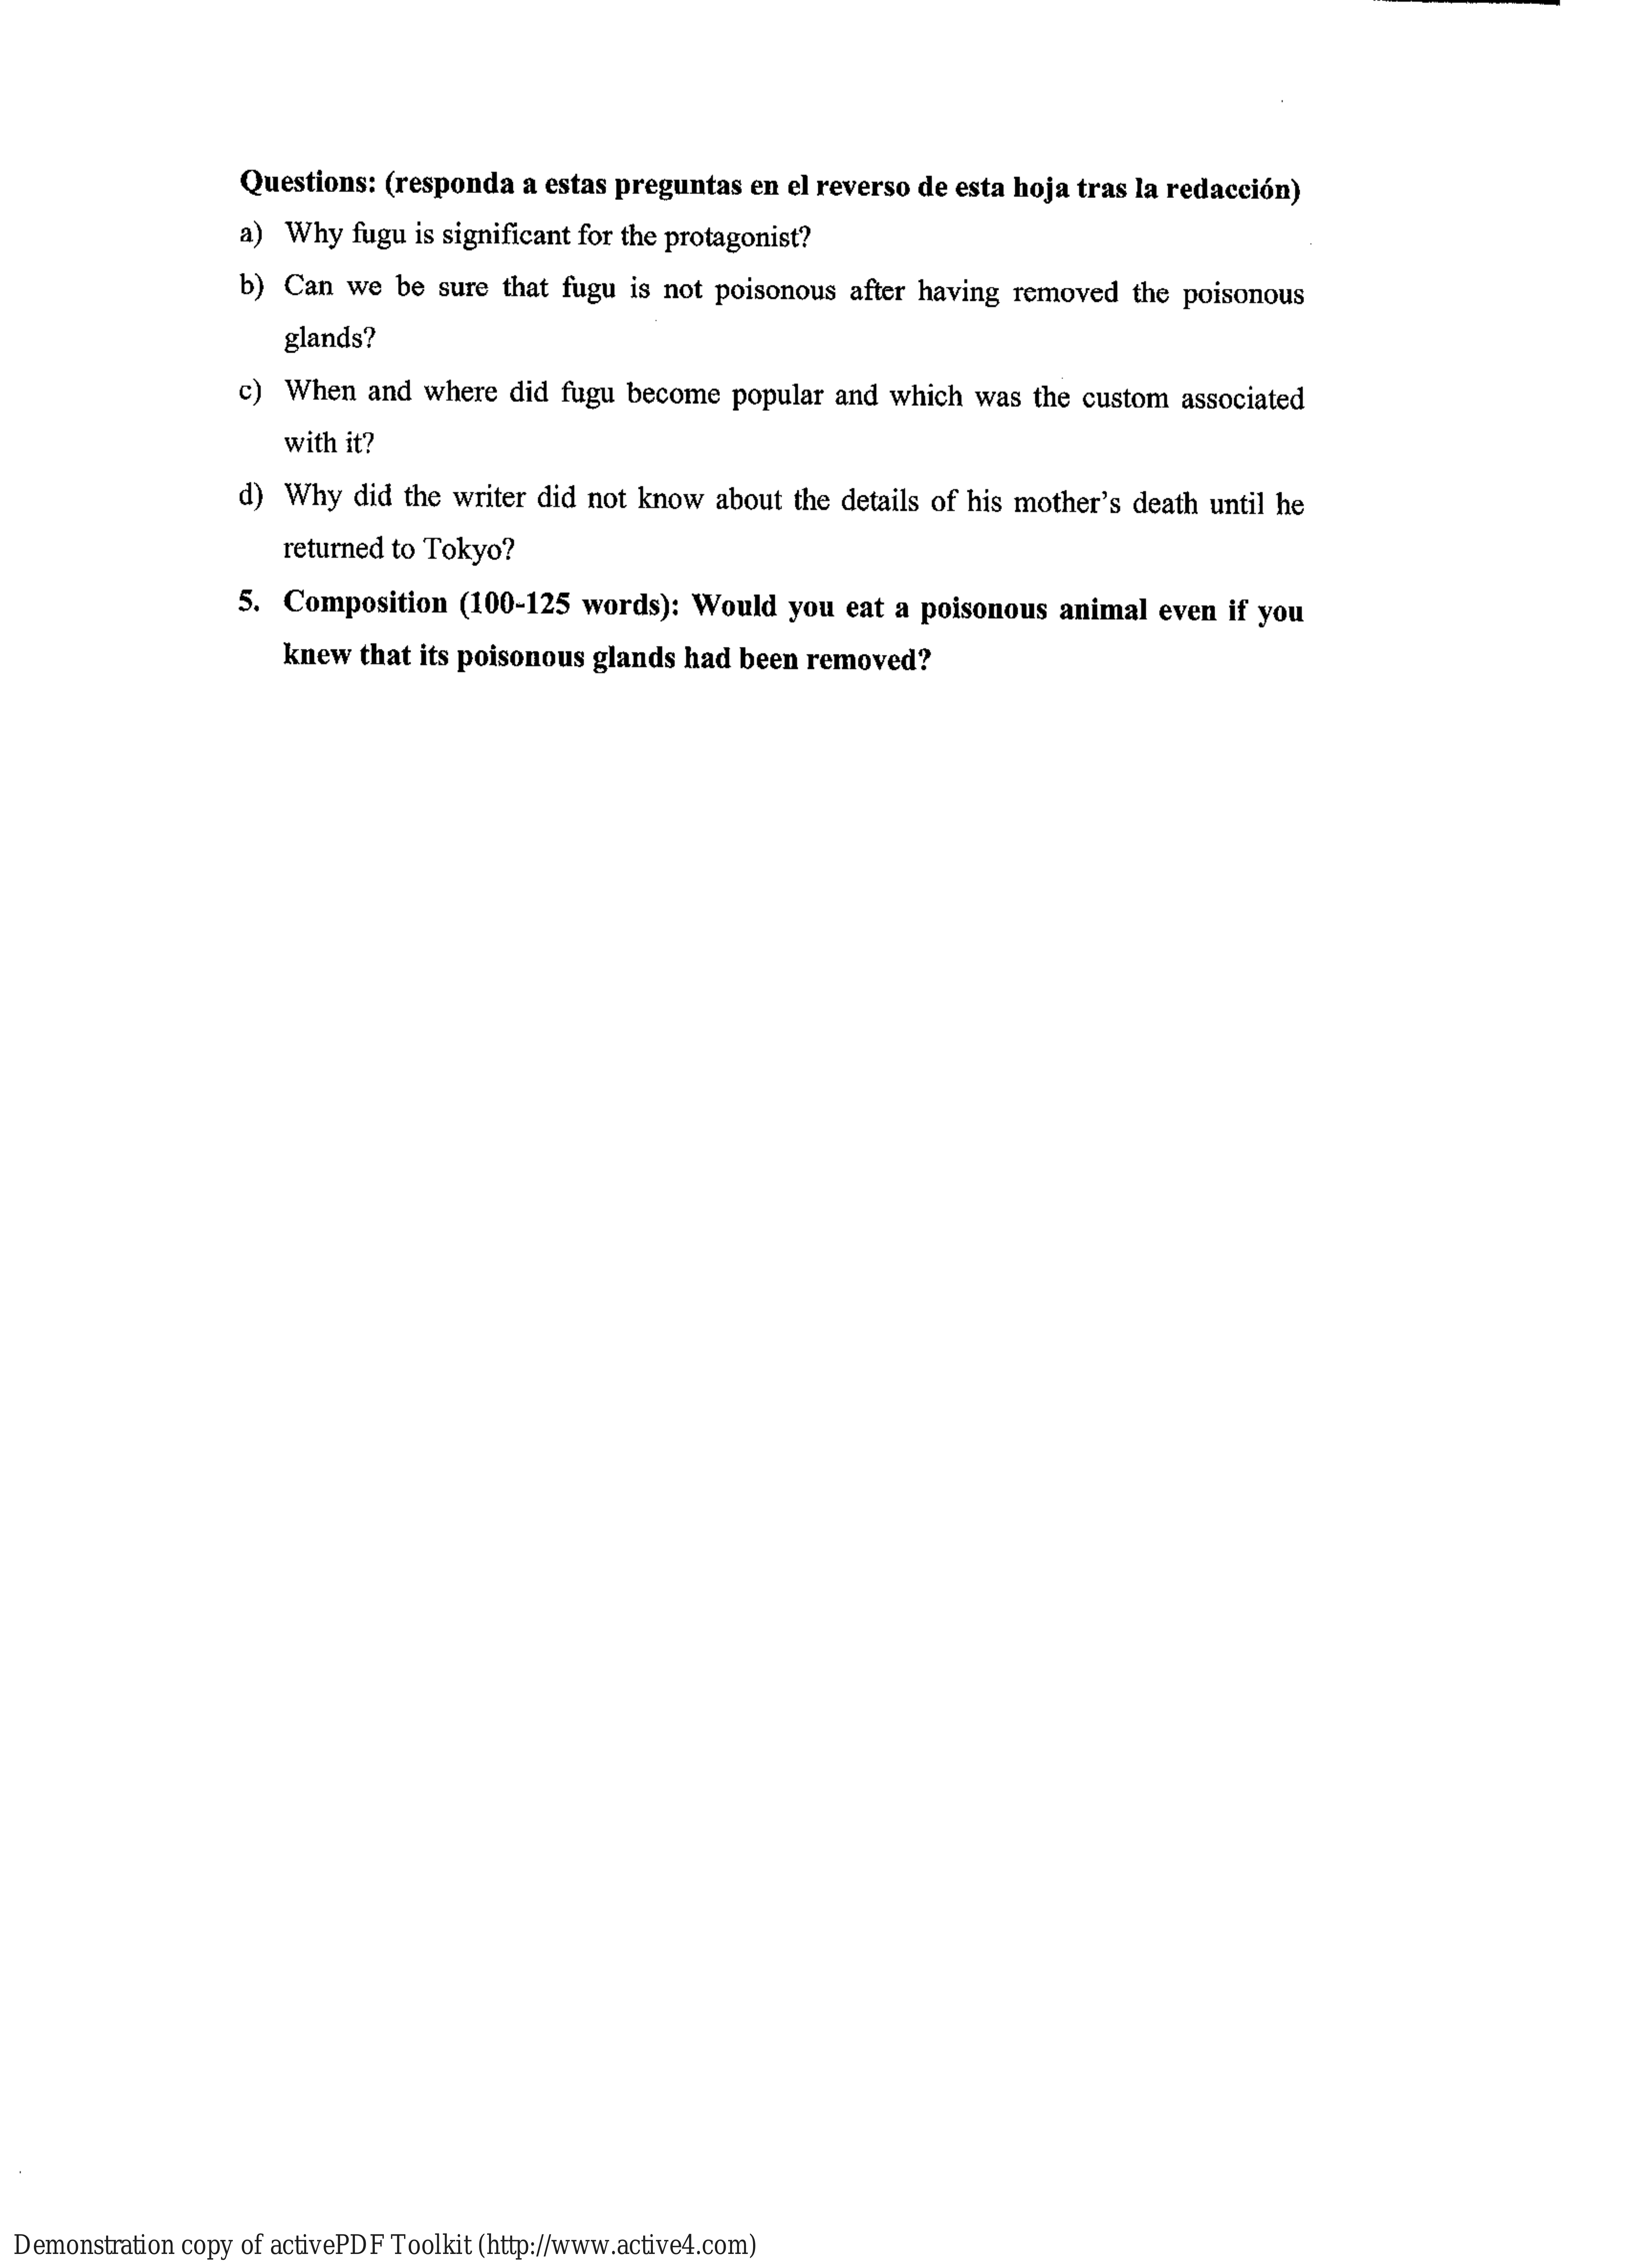 Questions: (responda a estas preguntas en el reverso de esta hoja tras la redacción)
a) Why fugu is significant for the protagonist?
b) Can we be sure that fugu is not poisonous after having removed the poisonous
glands?
c) When and where did fugu become popular and which was the custom associated
with it?
d) Why did the writer did not know about the details of his mother's death until he
returned to Tokyo?
5. Composition (100-125 words): Would you eat a poisonous animal even if you
knew that its poisonous glands had been removed?
Demonstration copy of activePDF Toolkit (http://www.active4.com)